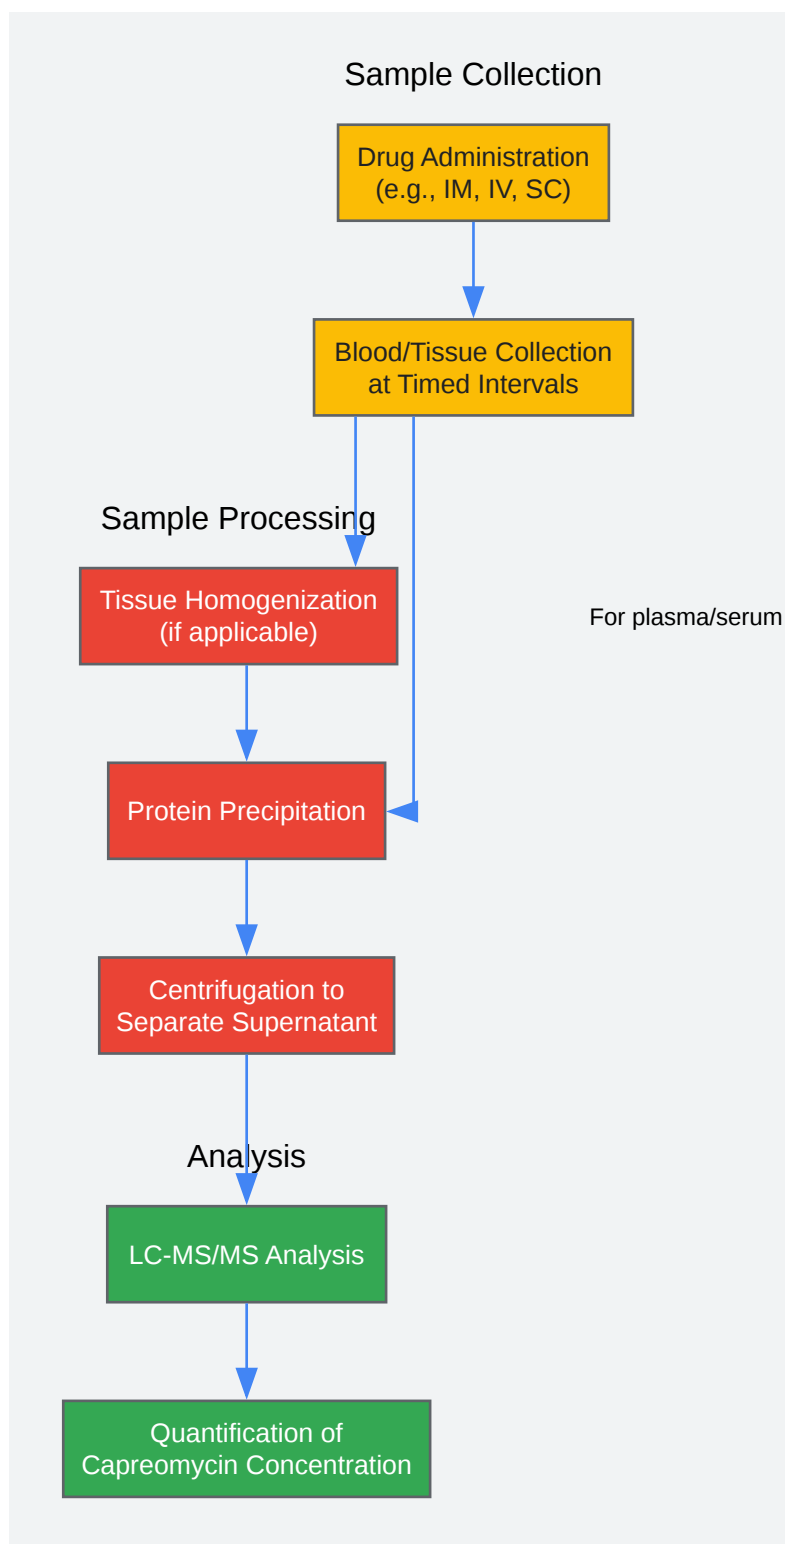 Sample Collection
Drug Administration
(e.g., IM, IV, SC)
Blood/Tissue Collection
at Timed Intervals
Sample Processing
Tissue Homogenization
(if applicable)
For plasma/serum
Protein Precipitation
Centrifugation to
Separate Supernatant
Analysis
LC-MS/MS Analysis
Quantification of
Capreomycin Concentration